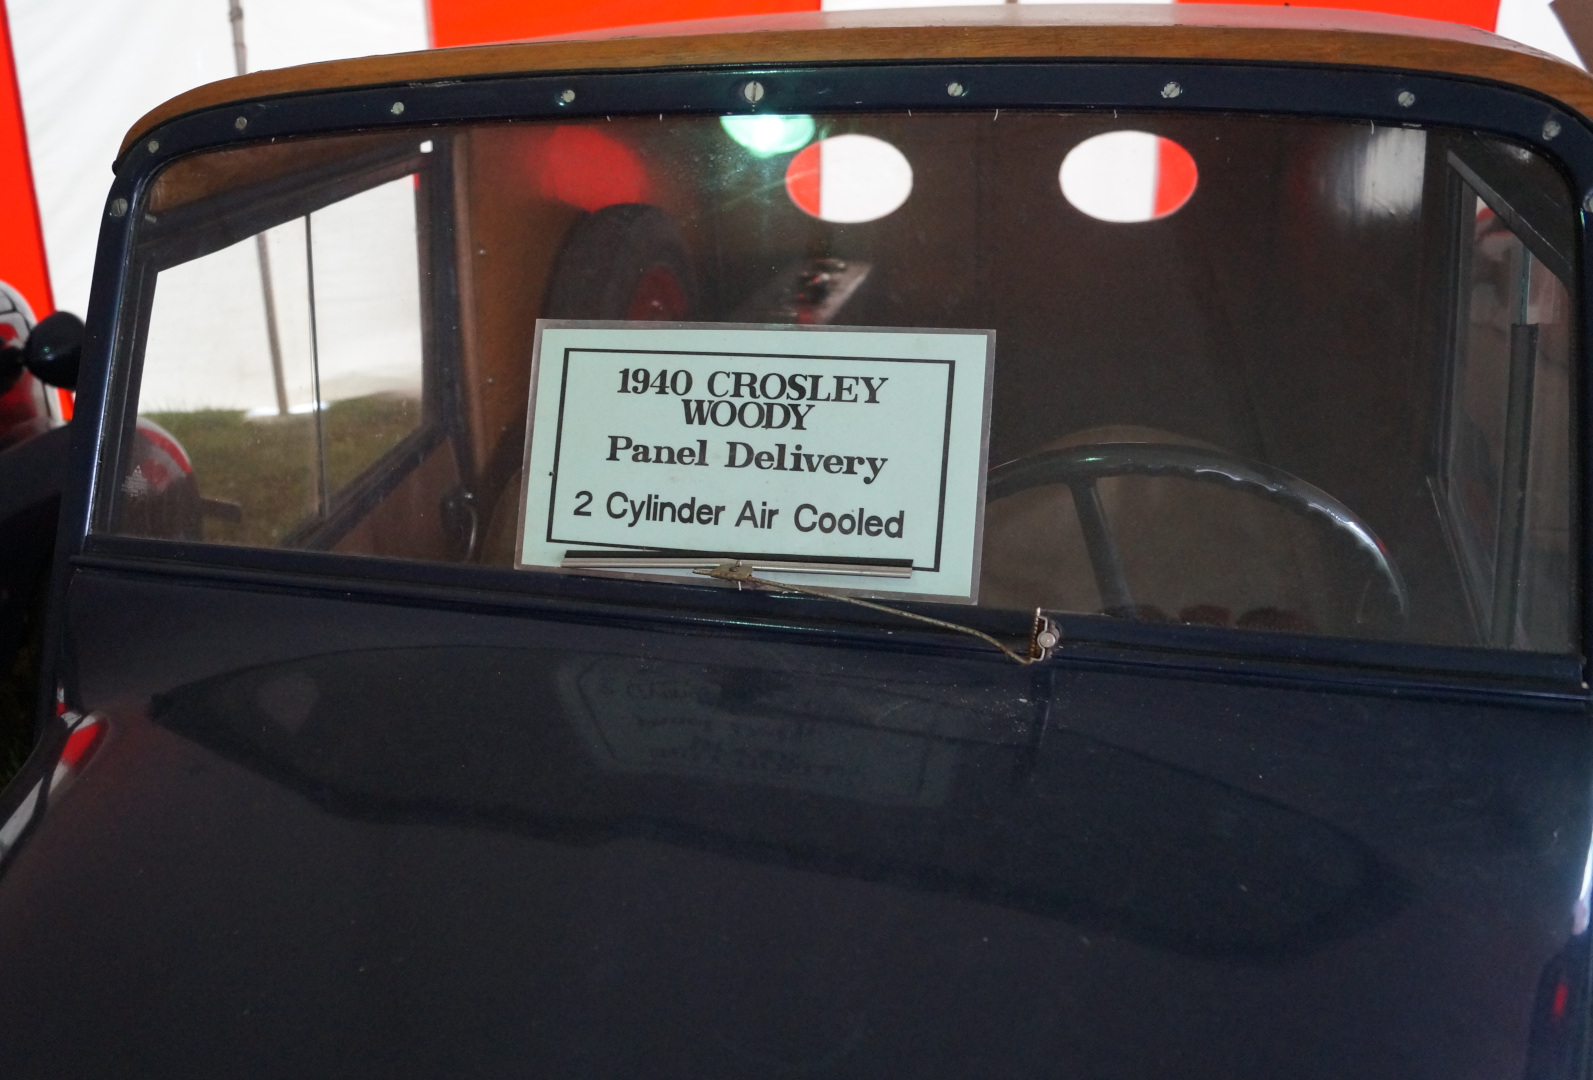 1940 CROSLEY
WOODY
Panel Delivery
2 Cylinder Air Cooled